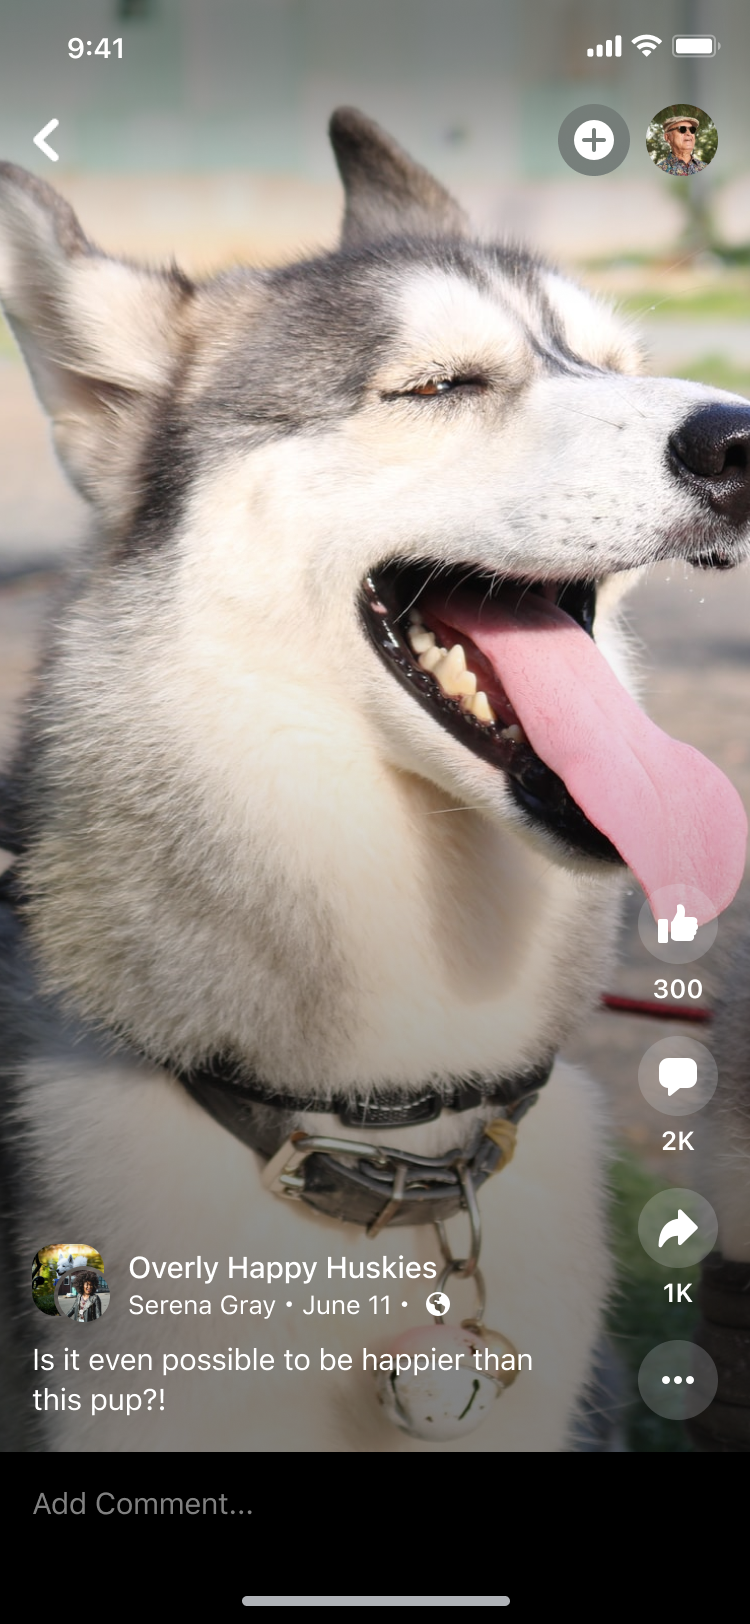 9:41
300
2K
1K
Overly Happy Huskies
Serena Gray • June 11 •
Is it even possible to be happier than
this pup?!
Add Comment...